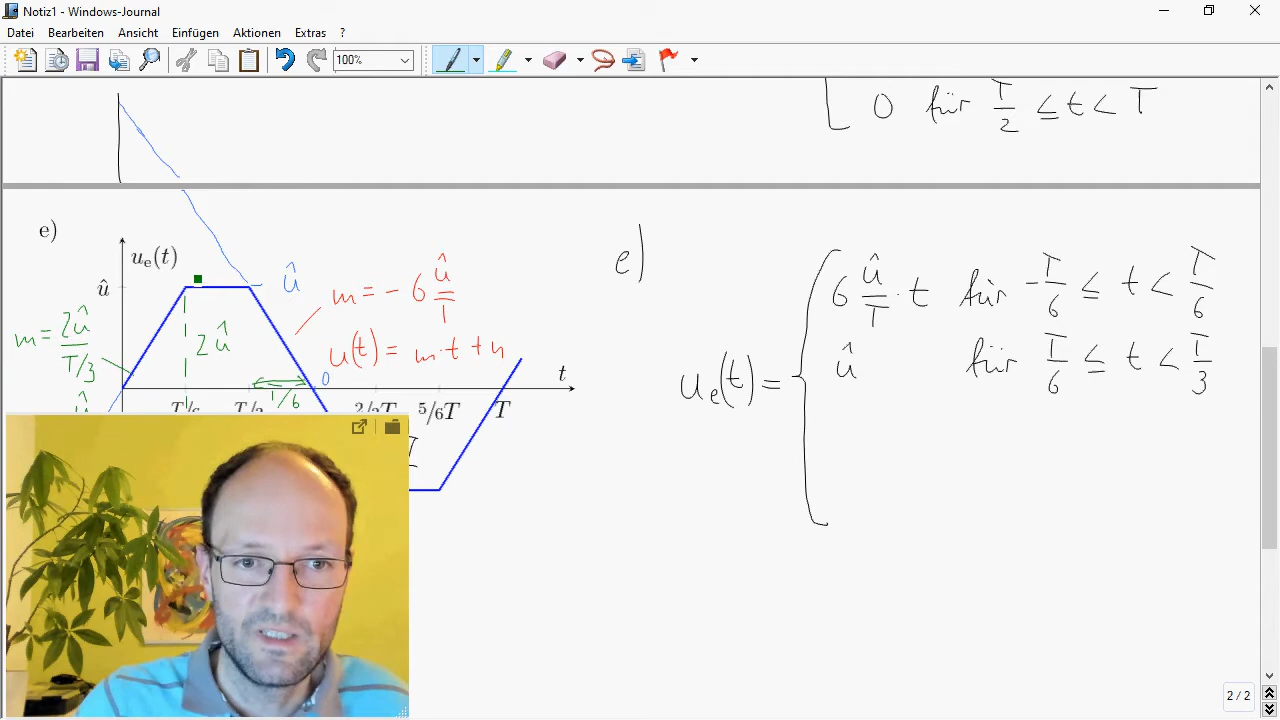 Notiz1 - Windows-Journal
Datei Bearbeiten Ansicht Einfügen Aktionen Extras ?
100%
0 für T/2 ≤ t < T
e)
uₑ(t)
û
û
m = - 6 û/T
u(t) = m·t + n
m = 2û/T/3
2û
0
1/6
t
T/6
2/3T
5/6T
T
e)
uₑ(t) =
6 û/T · t für -T/6 ≤ t < T/6
û für T/6 ≤ t < T/3
2 / 2